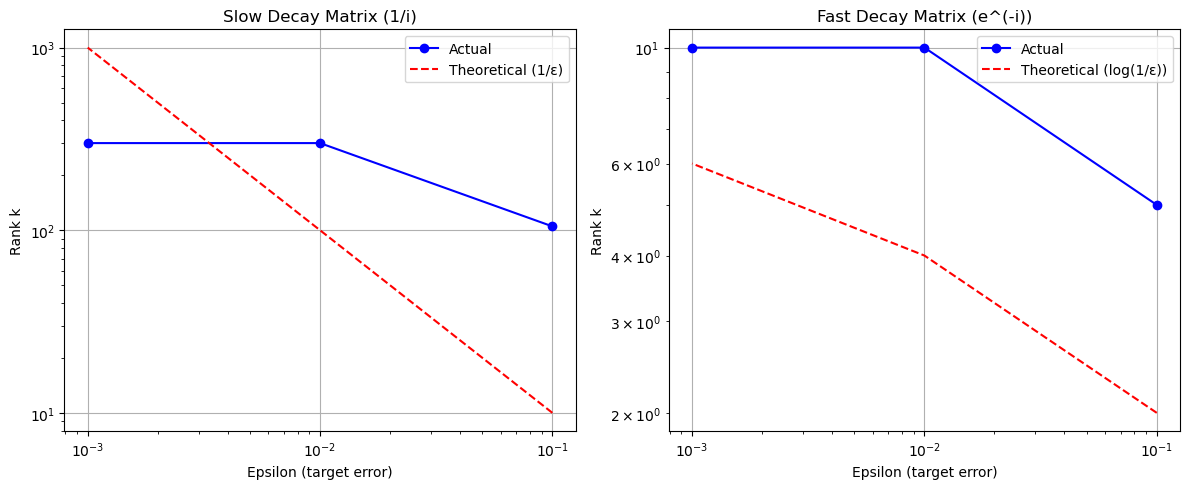 Slow Decay Matrix (1/i)
Actual
Theoretical (1/ε)
10³
10²
10¹
Rank k
10⁻³
10⁻²
10⁻¹
Epsilon (target error)
Fast Decay Matrix (e^(-i))
Actual
Theoretical (log(1/ε))
10¹
6 × 10⁰
4 × 10⁰
3 × 10⁰
2 × 10⁰
Rank k
10⁻³
10⁻²
10⁻¹
Epsilon (target error)